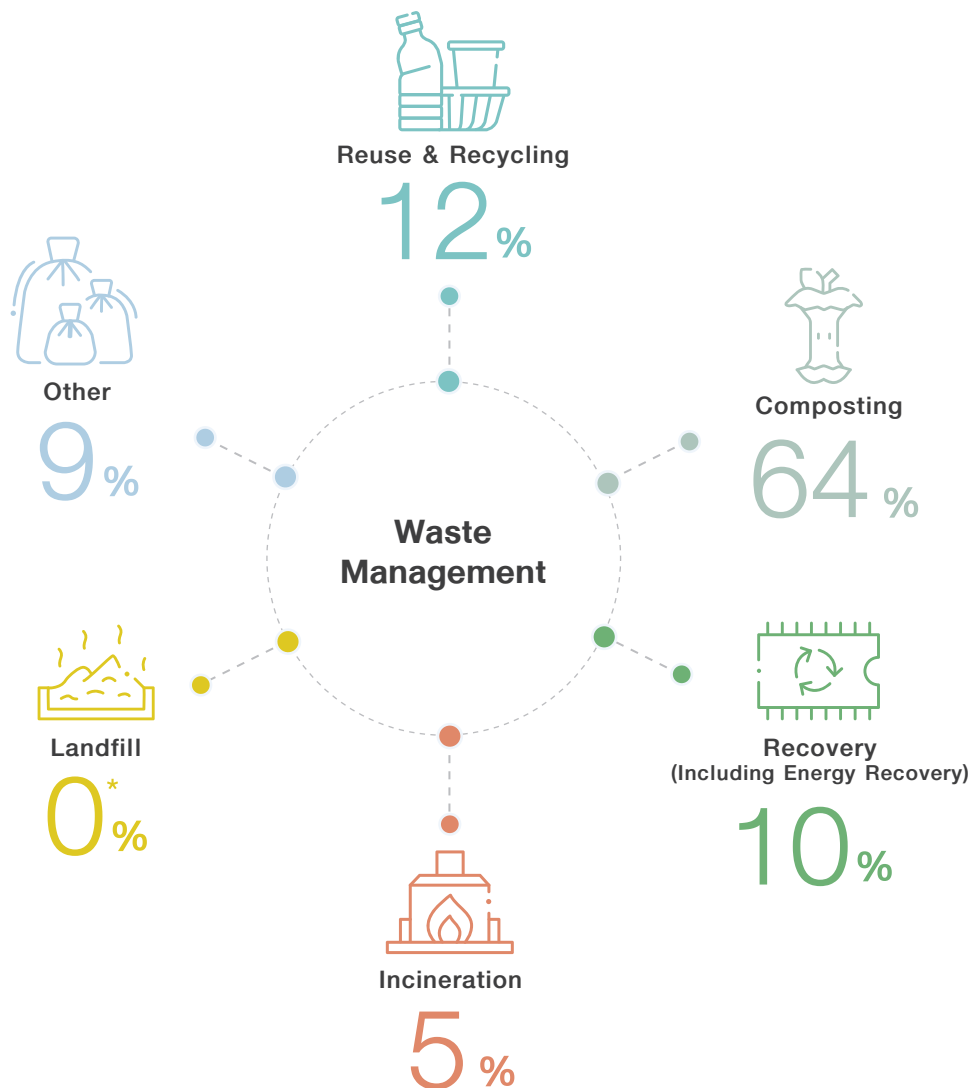 Reuse & Recycling
12%
Other
9%
Composting
64%
Waste
Management
Landfill
0*%
Recovery
(Including Energy Recovery)
10%
Incineration
5%